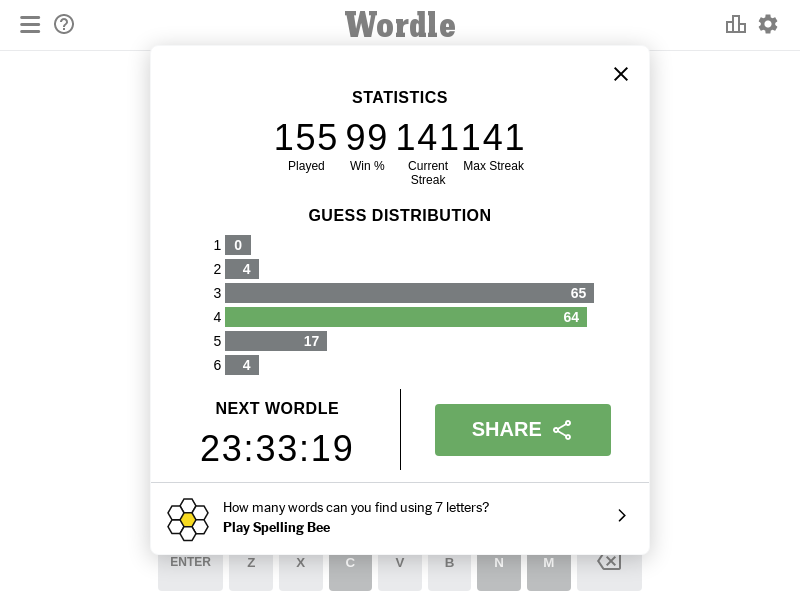 Wordle
STATISTICS
155 99 141 141
Played Win % Current Streak Max Streak
GUESS DISTRIBUTION
1 0
2 4
3 65
4 64
5 17
6 4
NEXT WORDLE
23:33:19
SHARE
How many words can you find using 7 letters?
Play Spelling Bee
ENTER Z X C V B N M